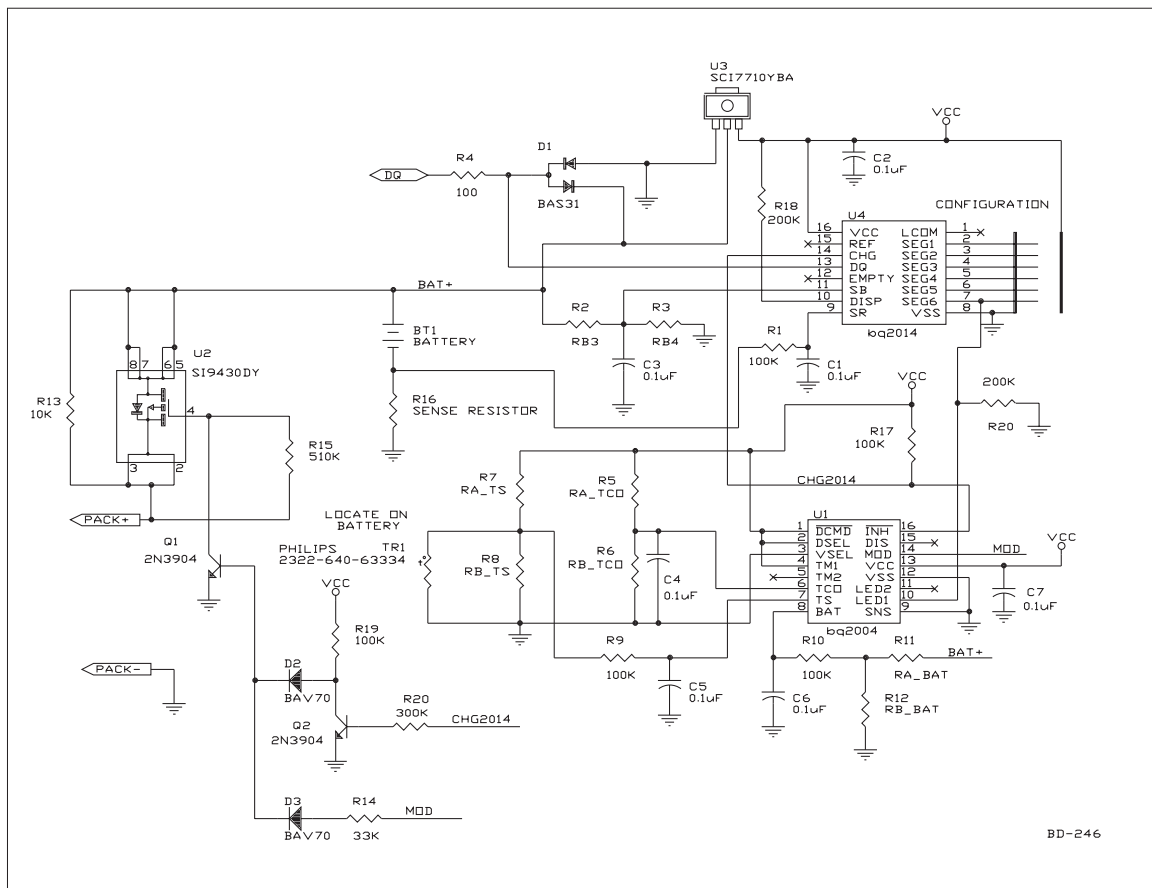 U3
SCI7710YBA
VCC
D1
R4
DQ
100
BAS31
C2
0.1uF
R18
200K
CONFIGURATION
U4
16 VCC LCOM 1
15 REF SEG1 2
14 CHG SEG2 3
13 DQ SEG3 4
12 EMPTY SEG4 5
11 SB SEG5 6
10 DISP SEG6 7
9 SR VSS 8
bq2014
BAT+
R2
RB3
R3
RB4
BT1
BATTERY
C3
0.1uF
R1
100K
C1
0.1uF
U2
SI9430DY
8 7 6 5
4
3 2
R13
10K
R15
510K
R16
SENSE RESISTOR
VCC
200K
R20
R17
100K
PACK+
R7
RA_TS
R5
RA_TCO
CHG2014
LOCATE ON
BATTERY
PHILIPS
2322-640-63334
TR1
t°
R8
RB_TS
R6
RB_TCO
C4
0.1uF
U1
1 DCMD INH 16
2 DSEL DIS 15
3 VSEL MOD 14
4 TM1 VCC 13
5 TM2 VSS 12
6 TCO LED2 11
7 TS LED1 10
8 BAT SNS 9
bq2004
MOD
VCC
C7
0.1uF
Q1
2N3904
VCC
R19
100K
R9
100K
C5
0.1uF
R10
100K
R11
RA_BAT
BAT+
C6
0.1uF
R12
RB_BAT
PACK-
D2
BAV70
Q2
2N3904
R20
300K
CHG2014
D3
BAV70
R14
33K
MOD
BD-246